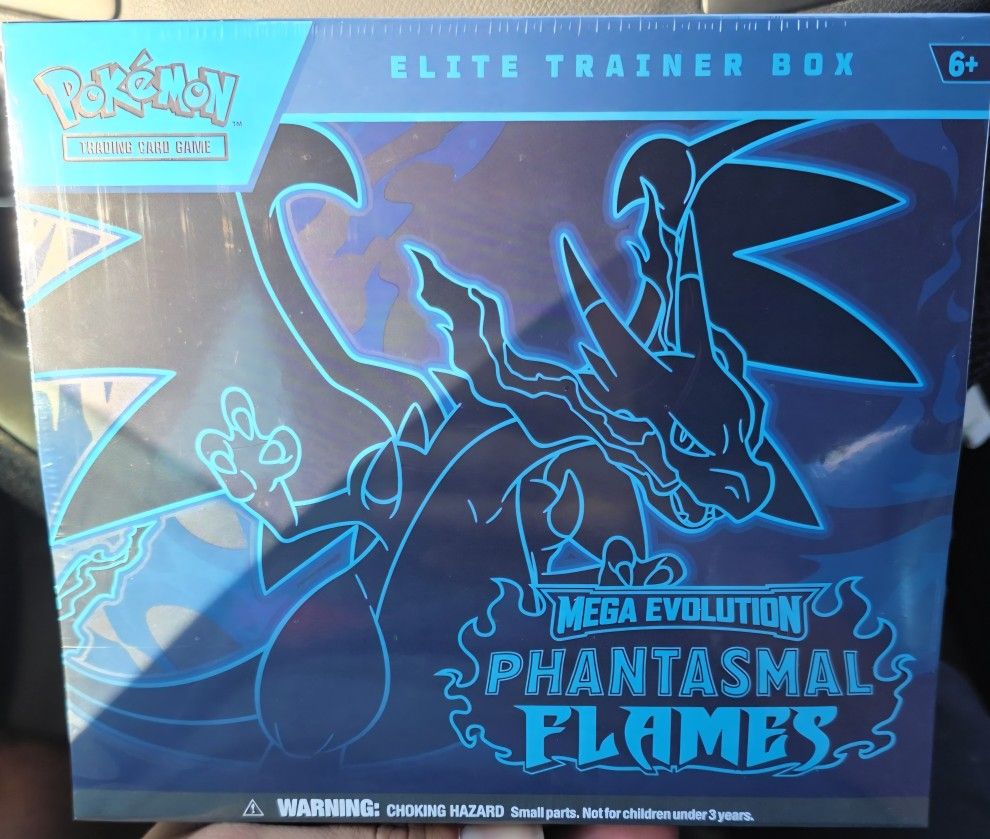 Pokémon™
TRADING CARD GAME
ELITE TRAINER BOX
6+
MEGA EVOLUTION
PHANTASMAL
FLAMES
⚠ WARNING: CHOKING HAZARD Small parts. Not for children under 3 years.